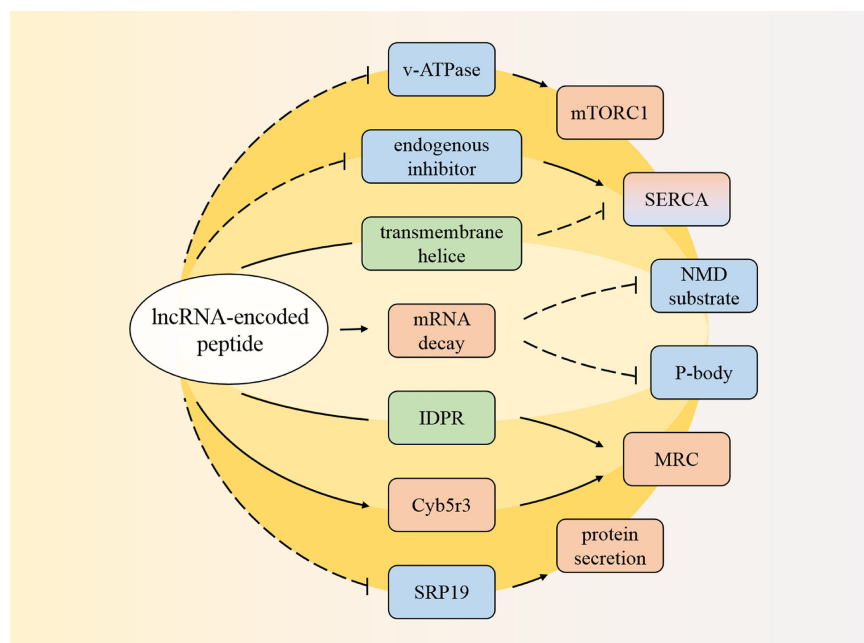 v-ATPase
mTORC1
endogenous
inhibitor
SERCA
transmembrane
helice
NMD
substrate
lncRNA-encoded
peptide
mRNA
decay
P-body
IDPR
MRC
Cyb5r3
protein
secretion
SRP19